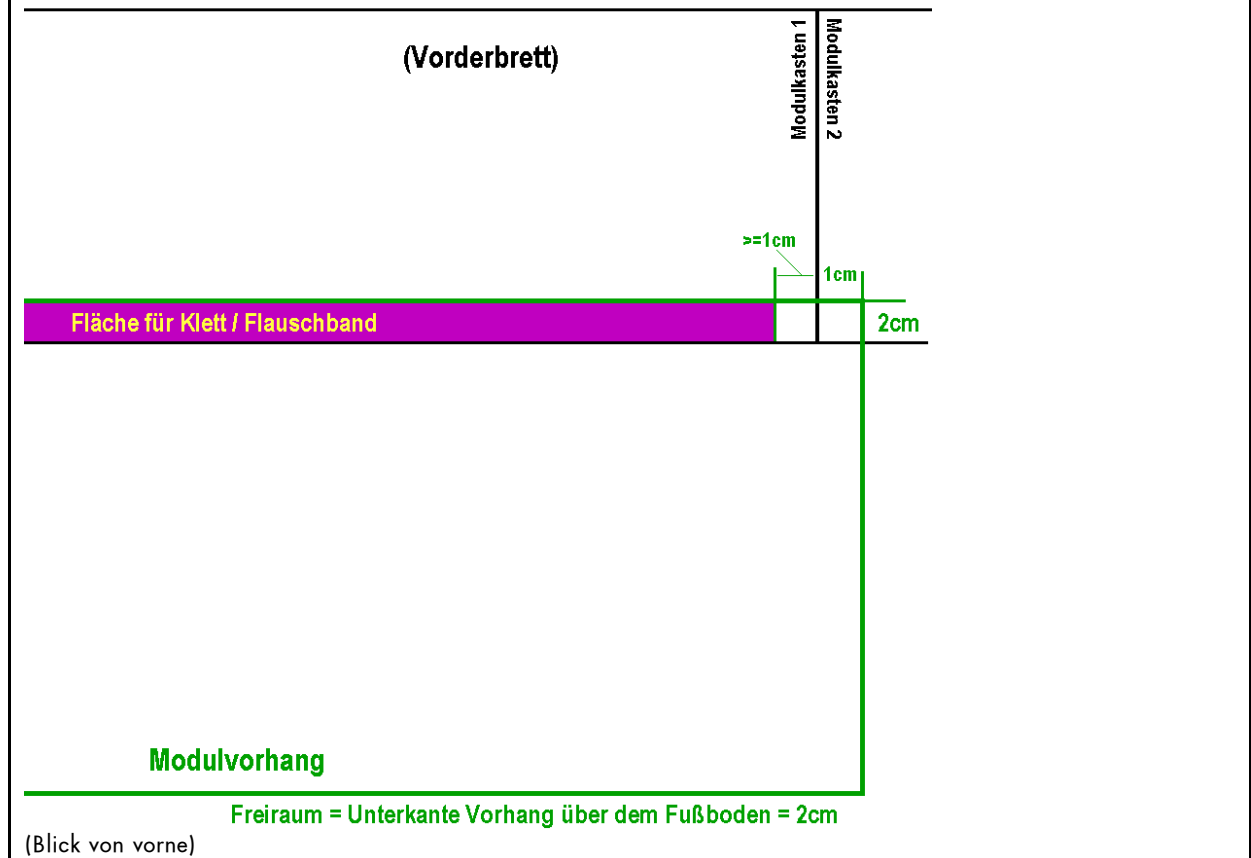 (Vorderbrett)
Modulkasten 1
Modulkasten 2
>=1cm
1cm
Fläche für Klett / Flauschband
2cm
Modulvorhang
Freiraum = Unterkante Vorhang über dem Fußboden = 2cm
(Blick von vorne)